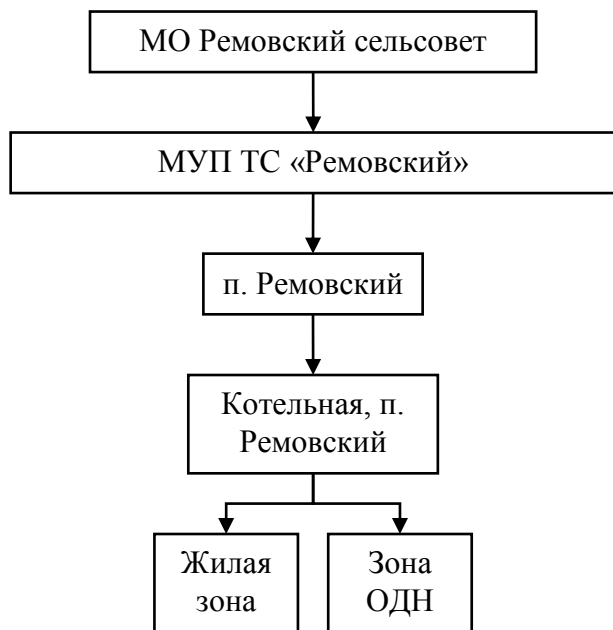 МО Ремовский сельсовет
МУП ТС «Ремовский»
п. Ремовский
Котельная, п.
Ремовский
Жилая
зона
Зона
ОДН